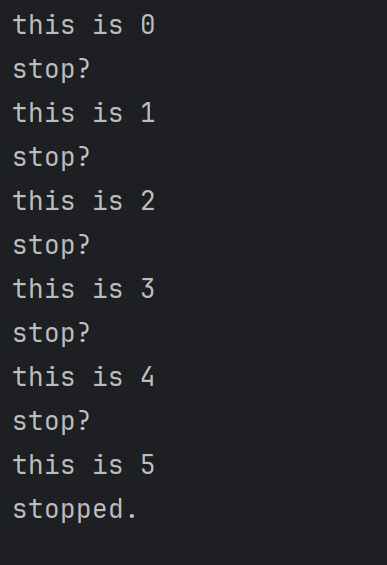 this is 0
stop?
this is 1
stop?
this is 2
stop?
this is 3
stop?
this is 4
stop?
this is 5
stopped.